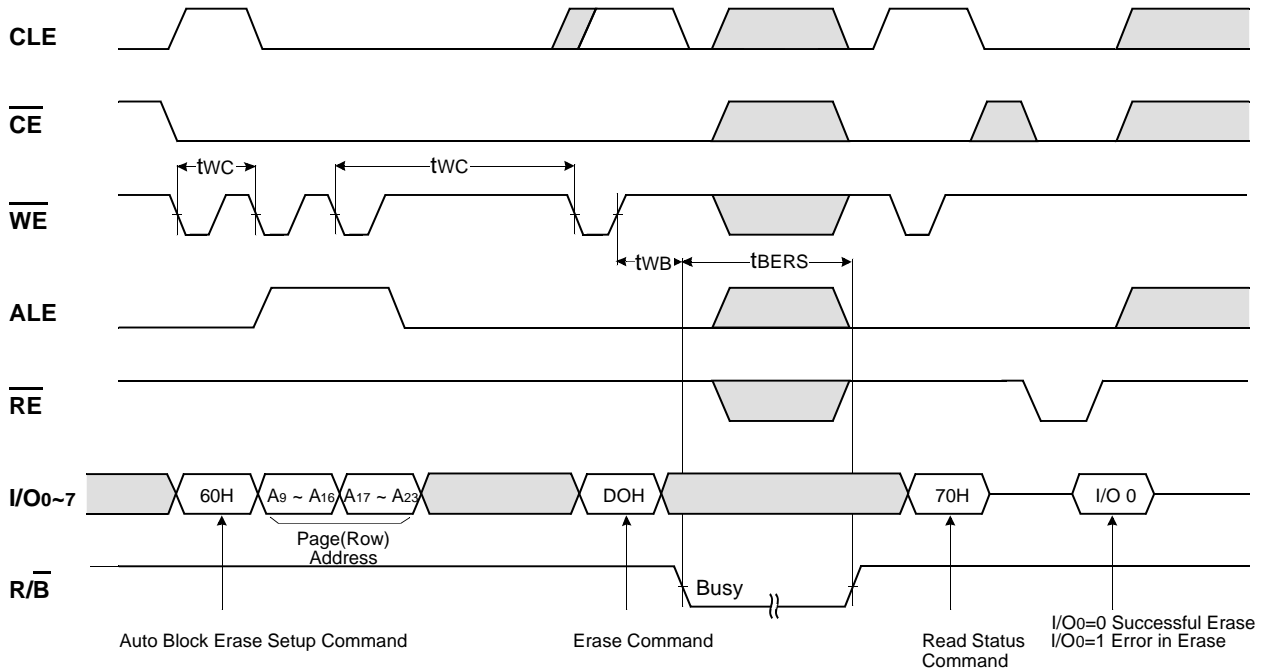 CLE
CE
tWC
tWC
WE
tWB
tBERS
ALE
RE
I/O0~7
60H
A9 ~ A16
A17 ~ A23
DOH
70H
I/O 0
Page(Row)
Address
R/B
Busy
Auto Block Erase Setup Command
Erase Command
Read Status
Command
I/O0=0 Successful Erase
I/O0=1 Error in Erase